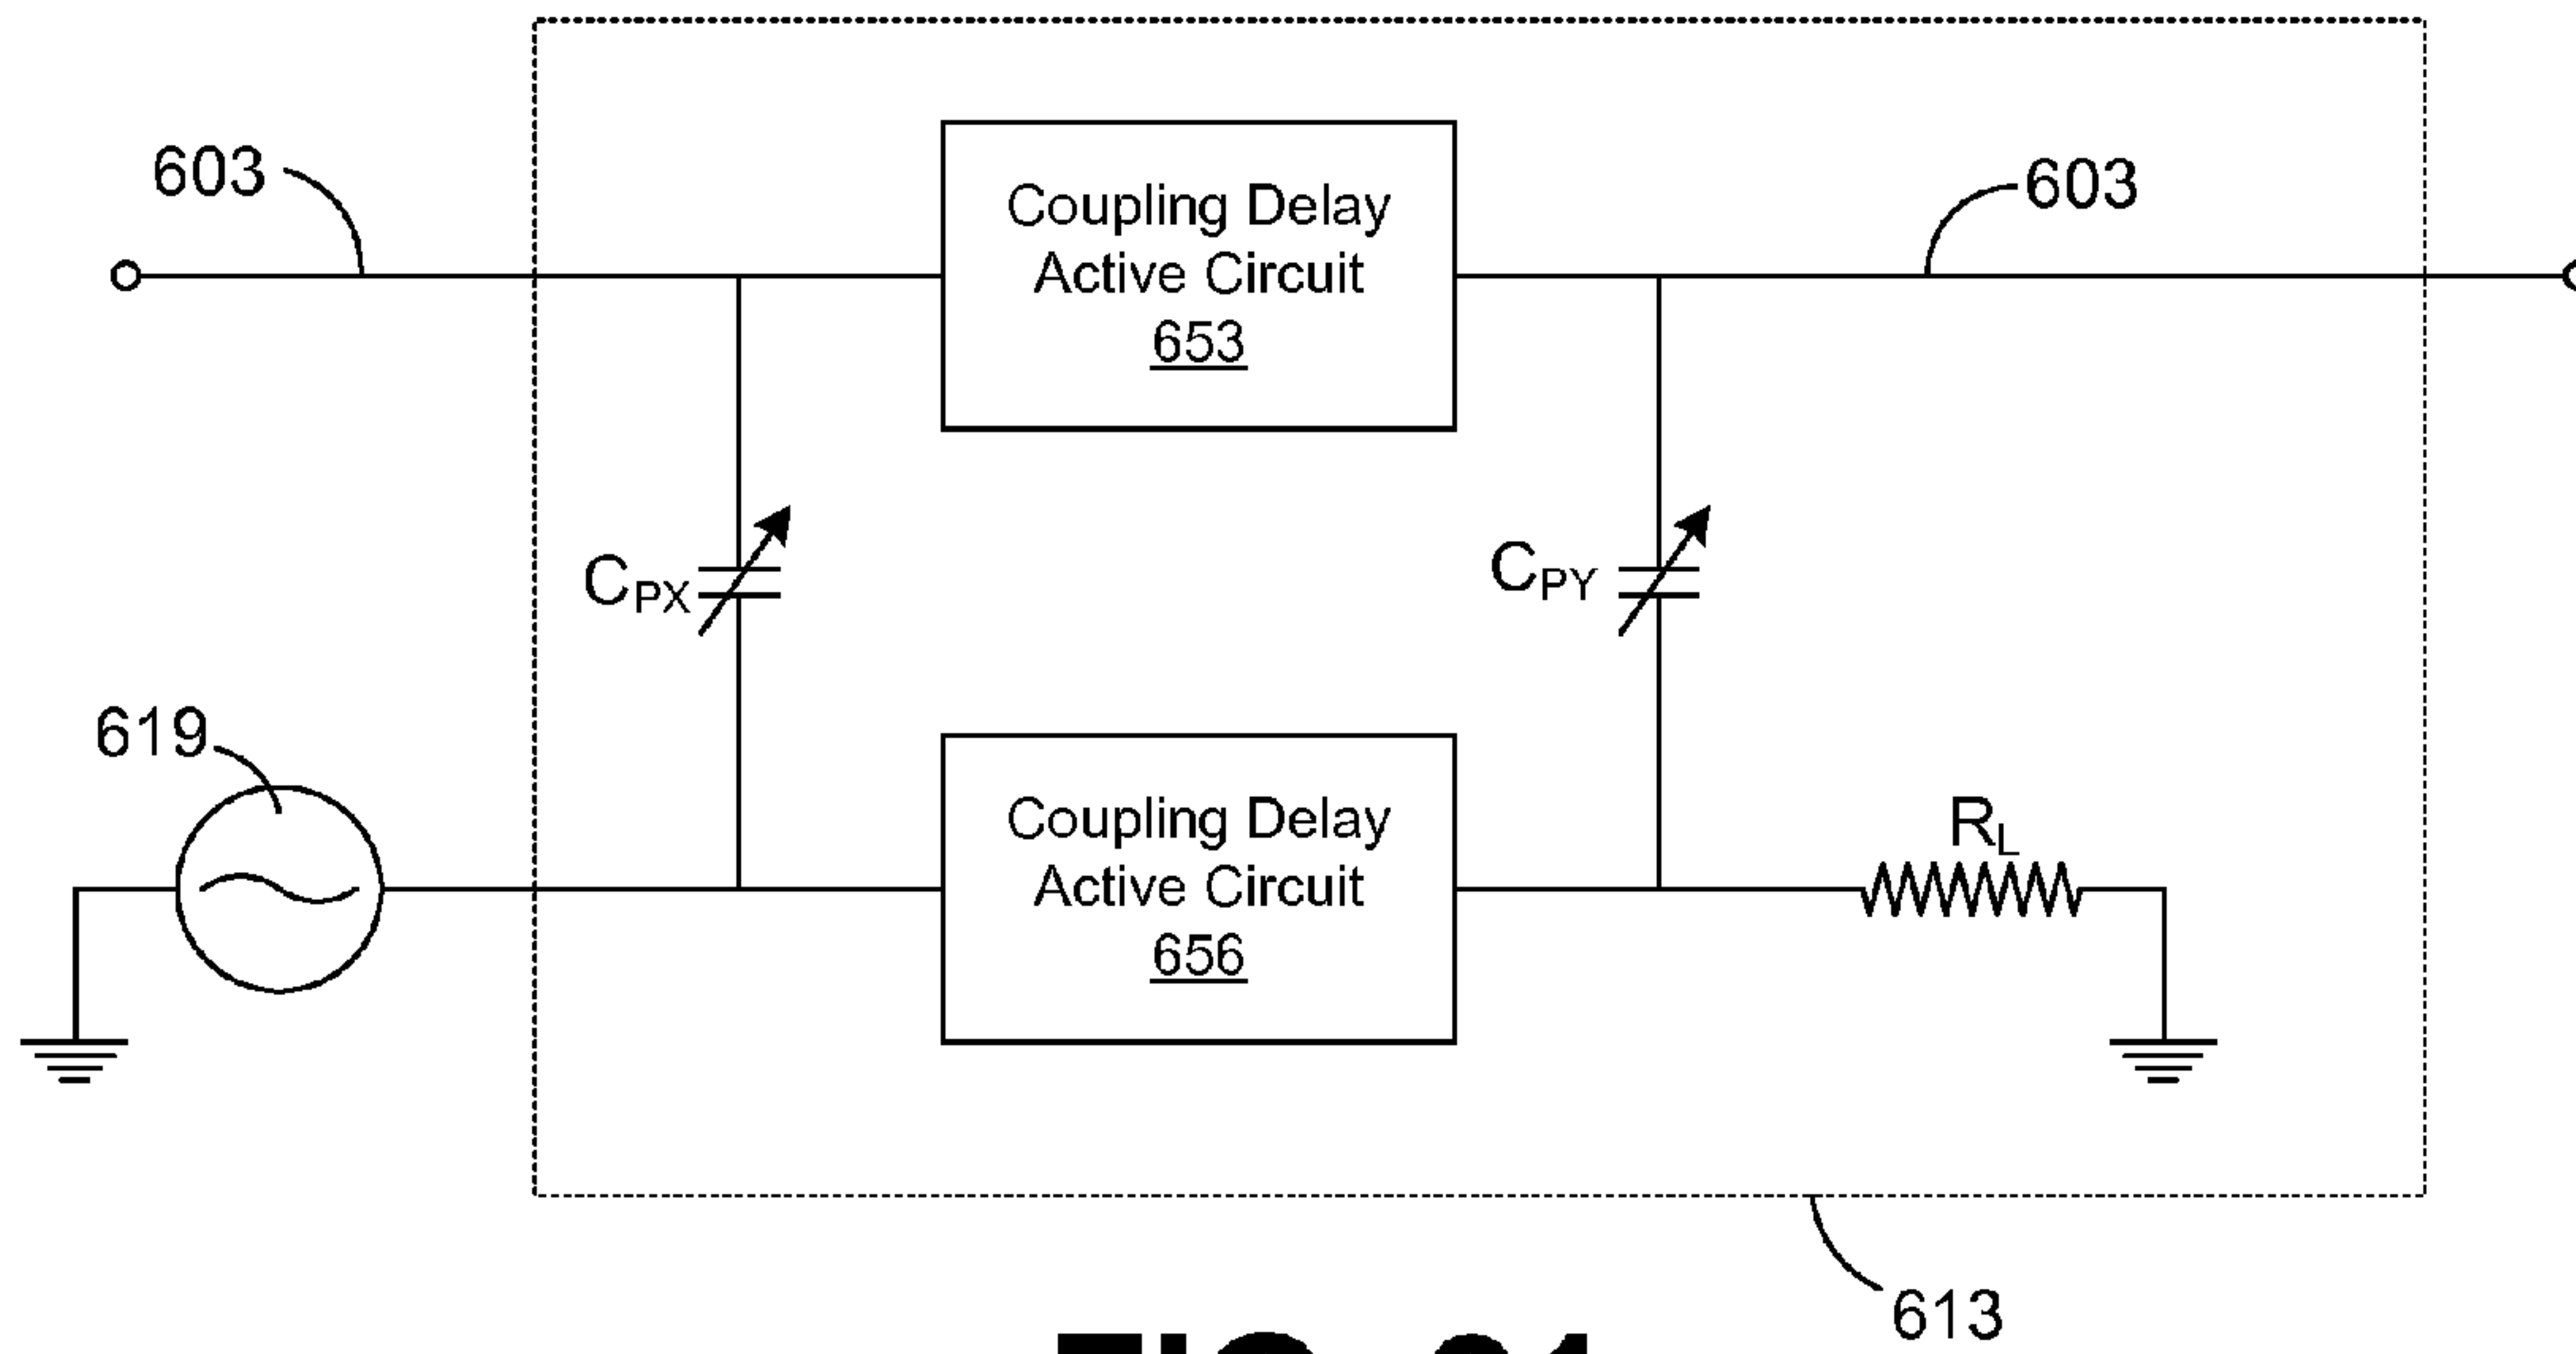 603
Coupling Delay
Active Circuit
653
603
CPX
CPY
619
Coupling Delay
Active Circuit
656
RL
613